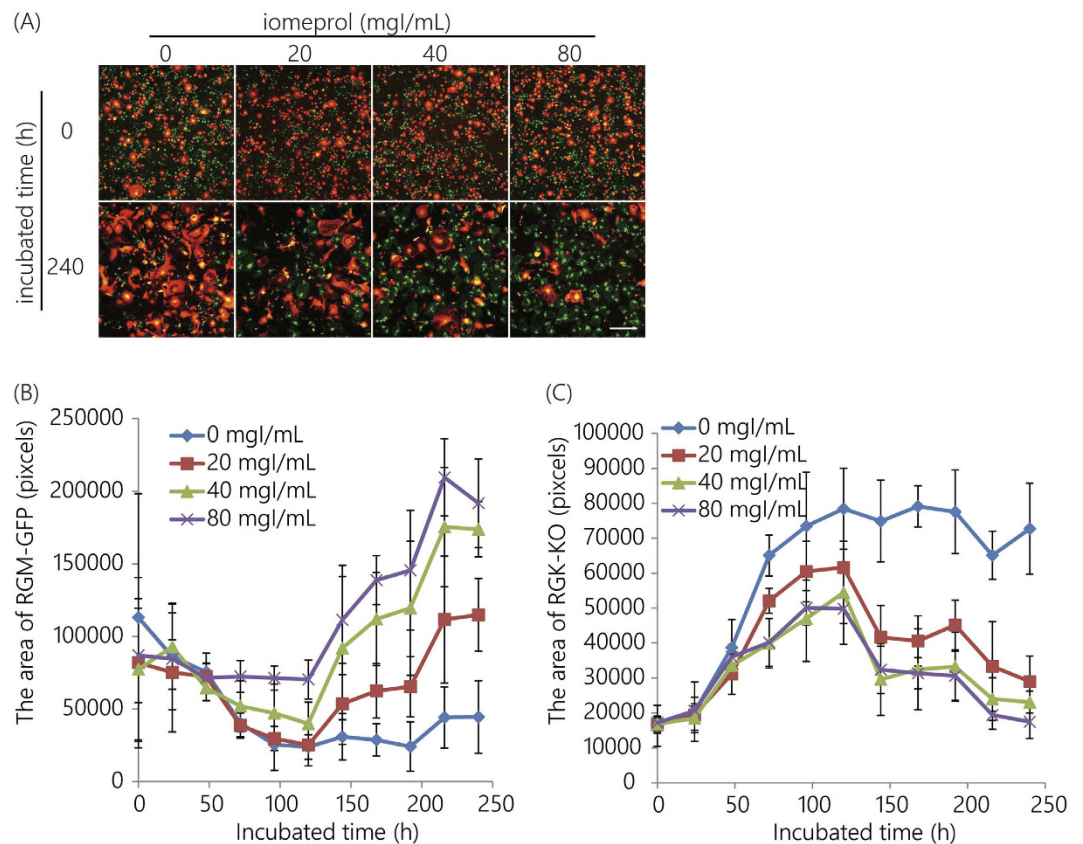 (A)
iomeprol (mgI/mL)
0 20 40 80
incubated time (h)
0
240
(B)
250000
200000
150000
100000
50000
0
The area of RGM-GFP (pixcels)
0 mgI/mL
20 mgI/mL
40 mgI/mL
80 mgI/mL
0 50 100 150 200 250
Incubated time (h)
(C)
100000
90000
80000
70000
60000
50000
40000
30000
20000
10000
0
The area of RGK-KO (pixcels)
0 mgI/mL
20 mgI/mL
40 mgI/mL
80 mgI/mL
0 50 100 150 200 250
Incubated time (h)